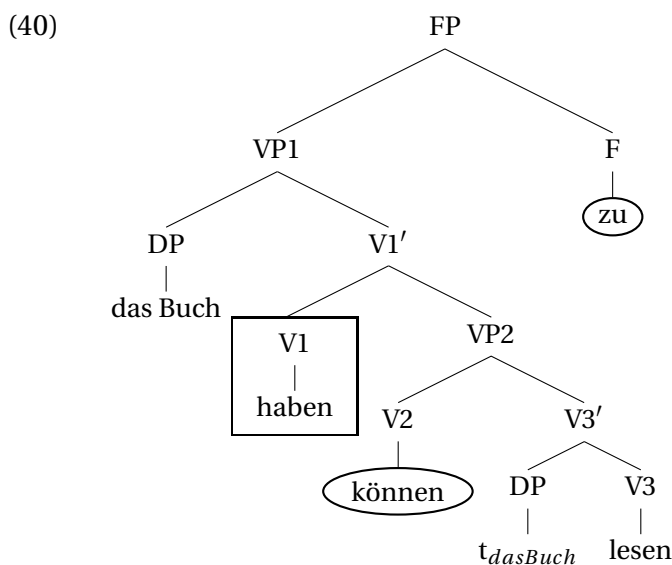 (40)
FP
VP1 F
zu
DP V1′
das Buch
V1 VP2
haben
V2 V3′
können
DP V3
t_dasBuch lesen